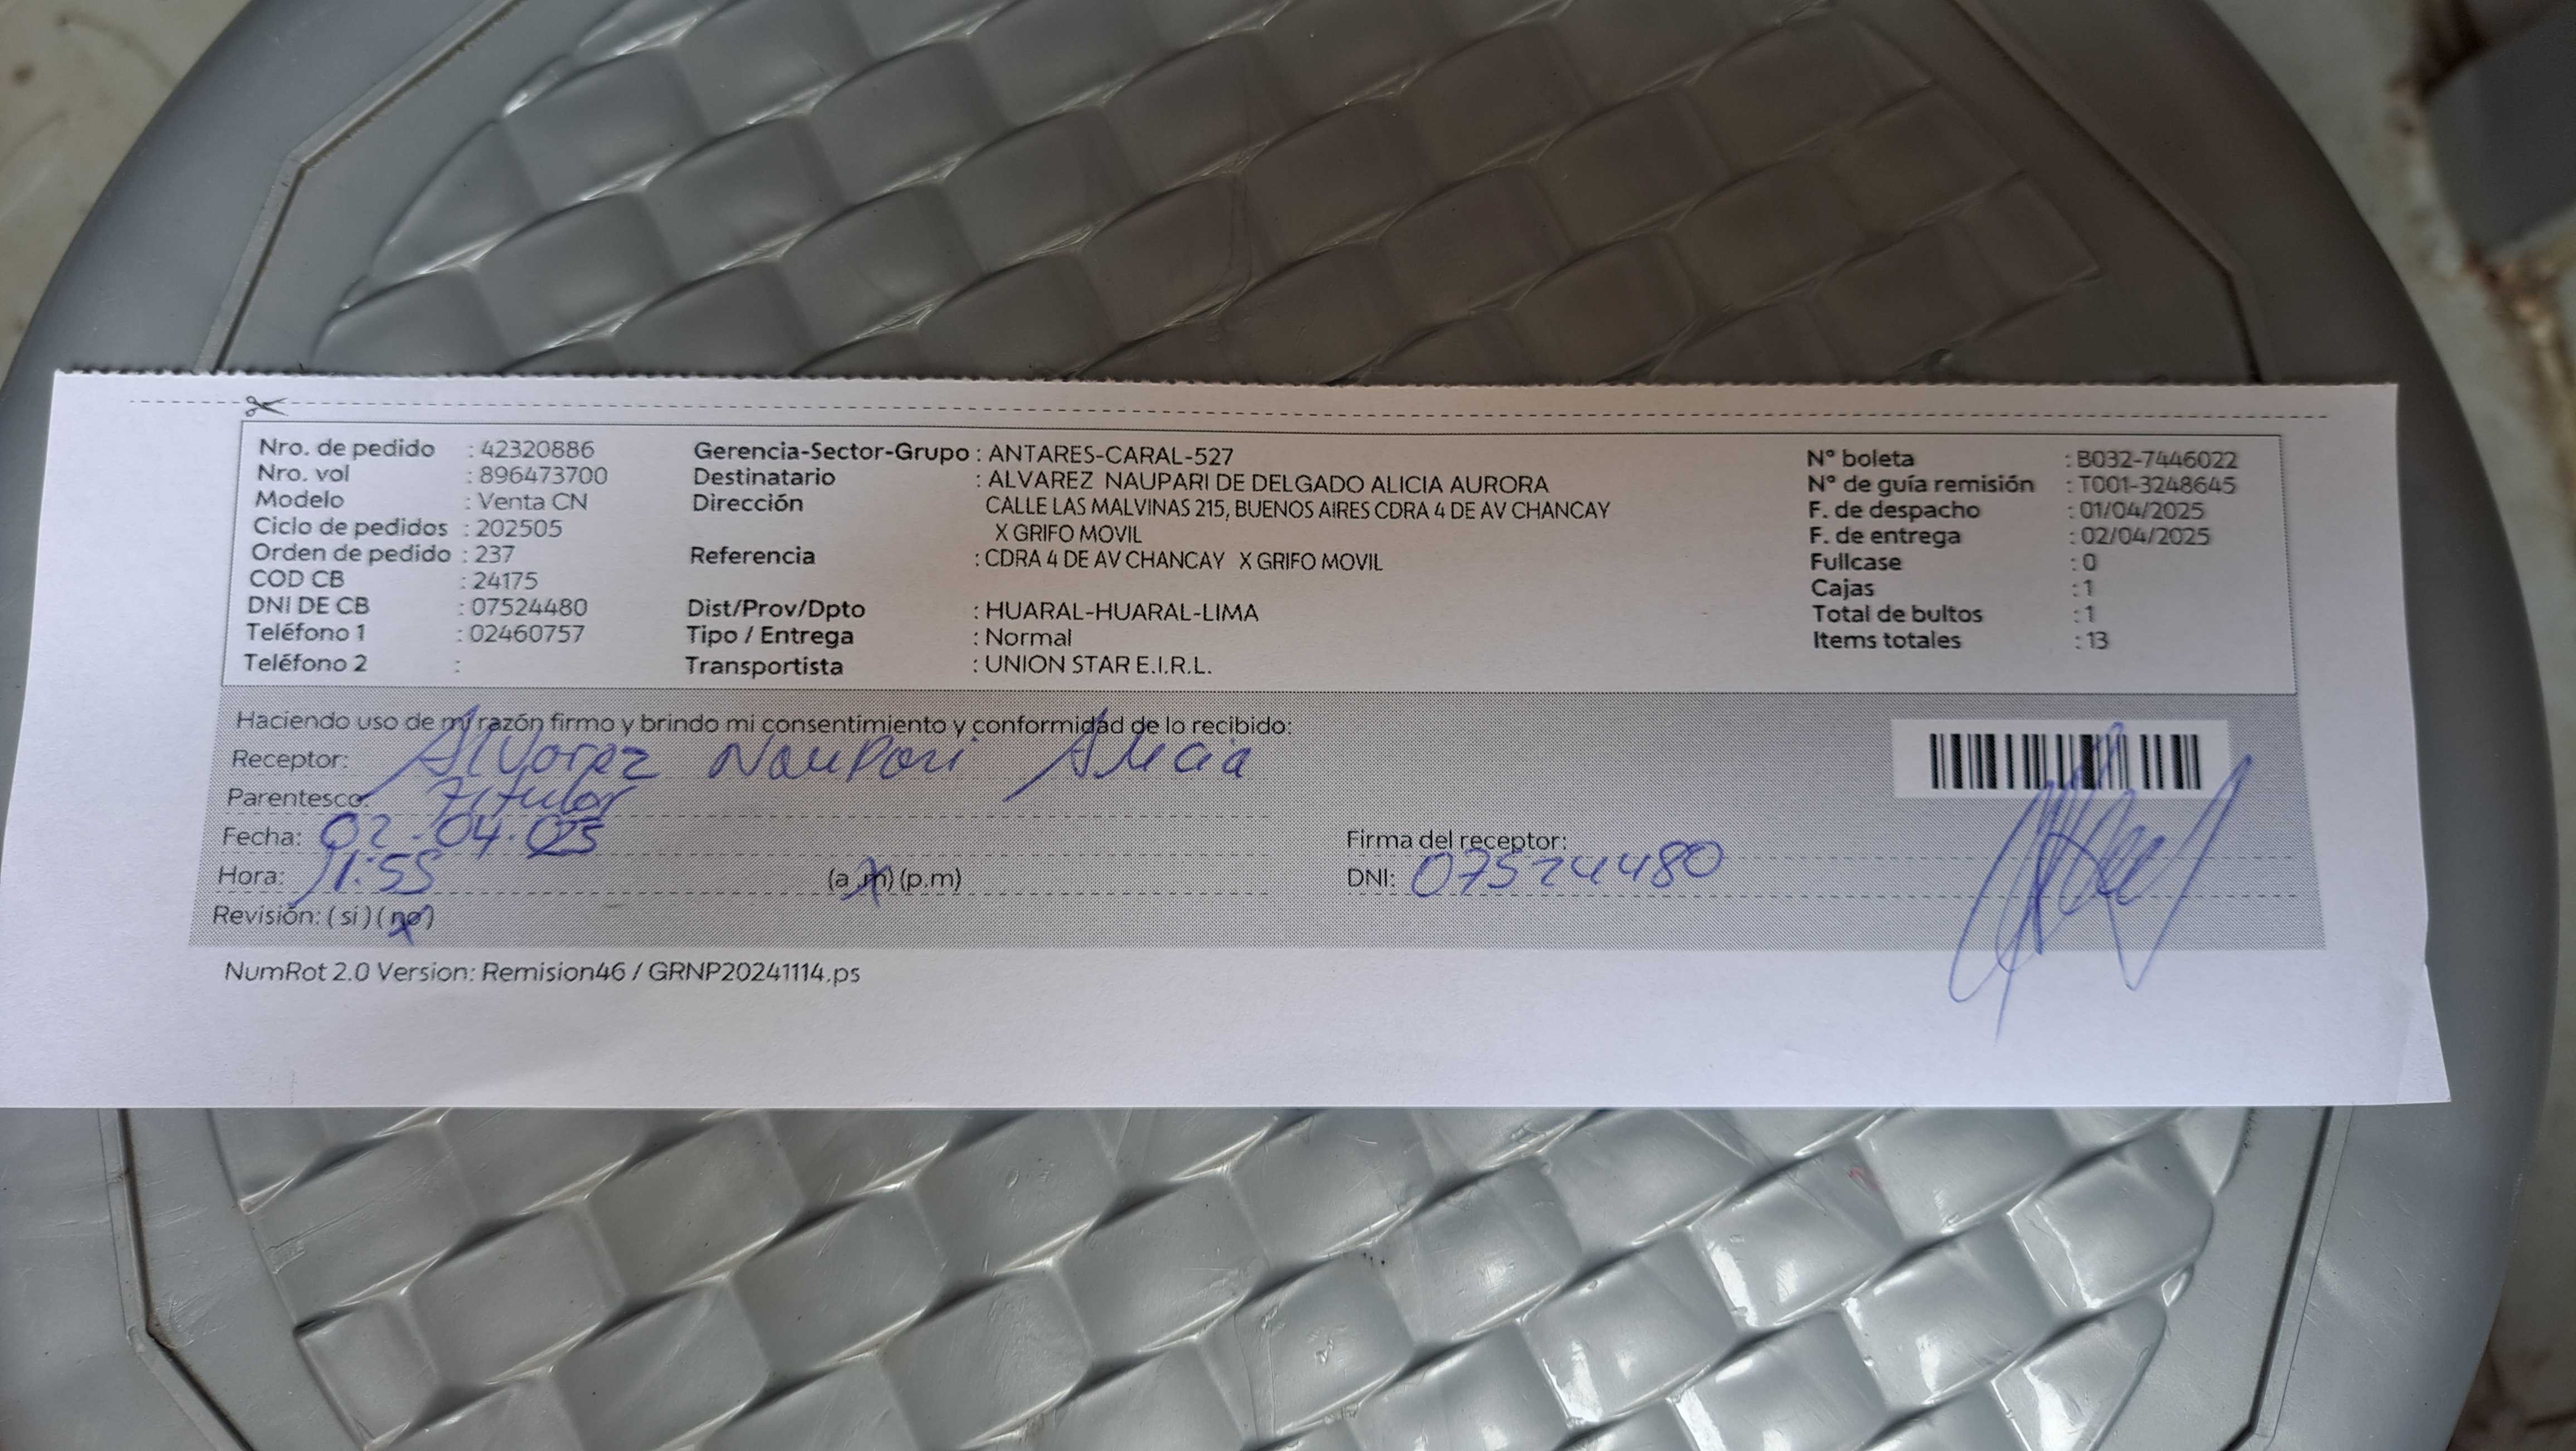 Nro. de pedido : 42320886
Nro. vol : 896473700
Modelo : Venta CN
Ciclo de pedidos : 202505
Orden de pedido : 237
COD CB : 24175
DNI DE CB : 07524480
Teléfono 1 : 02460757
Teléfono 2 :
Gerencia-Sector-Grupo : ANTARES-CARAL-527
Destinatario : ALVAREZ NAUPARI DE DELGADO ALICIA AURORA
Dirección CALLE LAS MALVINAS 215, BUENOS AIRES CDRA 4 DE AV CHANCAY
X GRIFO MOVIL
Referencia : CDRA 4 DE AV CHANCAY X GRIFO MOVIL
Dist/Prov/Dpto : HUARAL-HUARAL-LIMA
Tipo / Entrega : Normal
Transportista : UNION STAR E.I.R.L.
N° boleta : B032-7446022
N° de guía remisión : T001-3248645
F. de despacho : 01/04/2025
F. de entrega : 02/04/2025
Fullcase : 0
Cajas : 1
Total de bultos : 1
Items totales : 13
Haciendo uso de mi razón firmo y brindo mi consentimiento y conformidad de lo recibido:
Receptor: Alvarez Naupari Alicia
Parentesco: Titular
Fecha: 02-04-025
Hora: 11:55 (a.m) (p.m)
Revisión: (si) (no)
Firma del receptor:
DNI: 07524480
NumRot 2.0 Version: Remision46 / GRNP20241114.ps